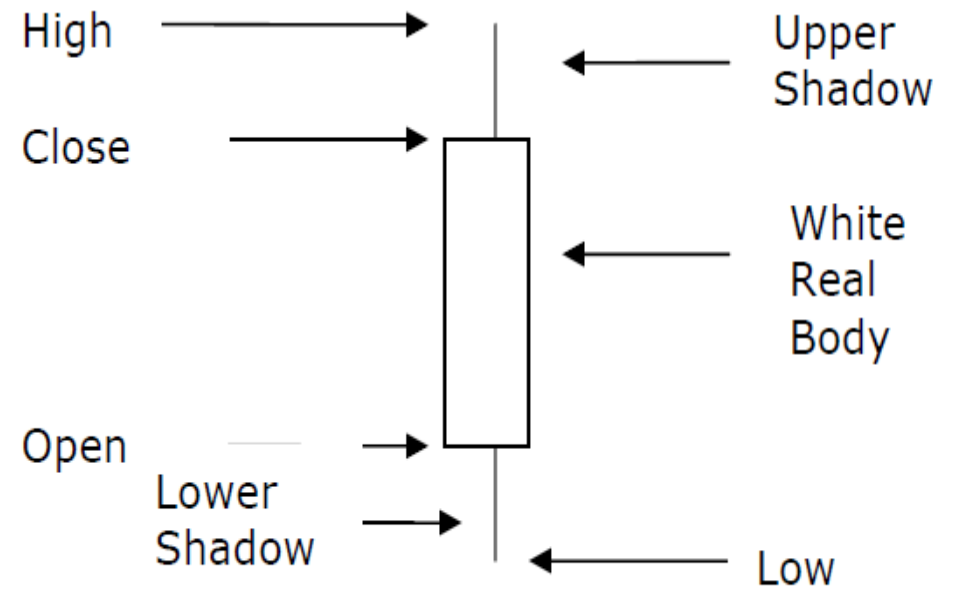 High
Upper
Shadow
Close
White
Real
Body
Open
Lower
Shadow
Low